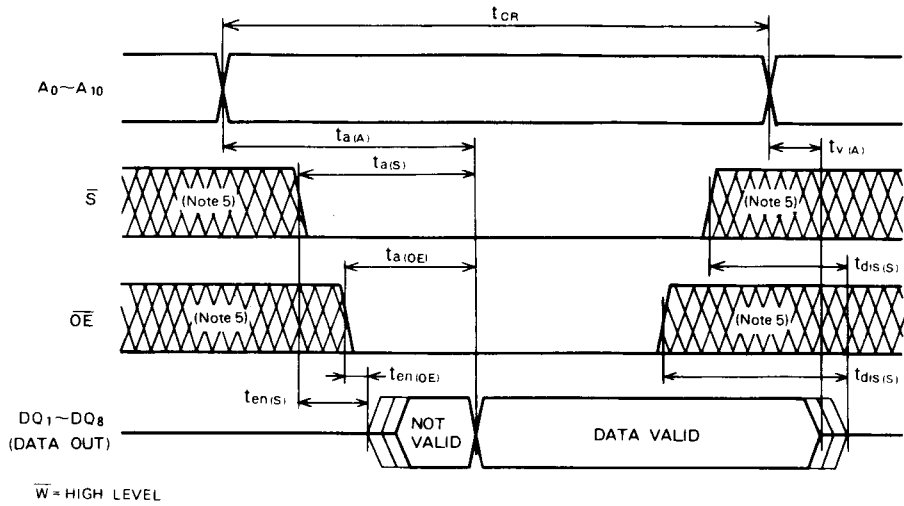 tCR
A0~A10
ta(A)
tv(A)
ta(S)
S̅
(Note 5)
(Note 5)
ta(OE)
tdis(S)
O̅E̅
(Note 5)
(Note 5)
ten(OE)
tdis(S)
ten(S)
DQ1~DQ8
(DATA OUT)
NOT
VALID
DATA VALID
W̅ = HIGH LEVEL